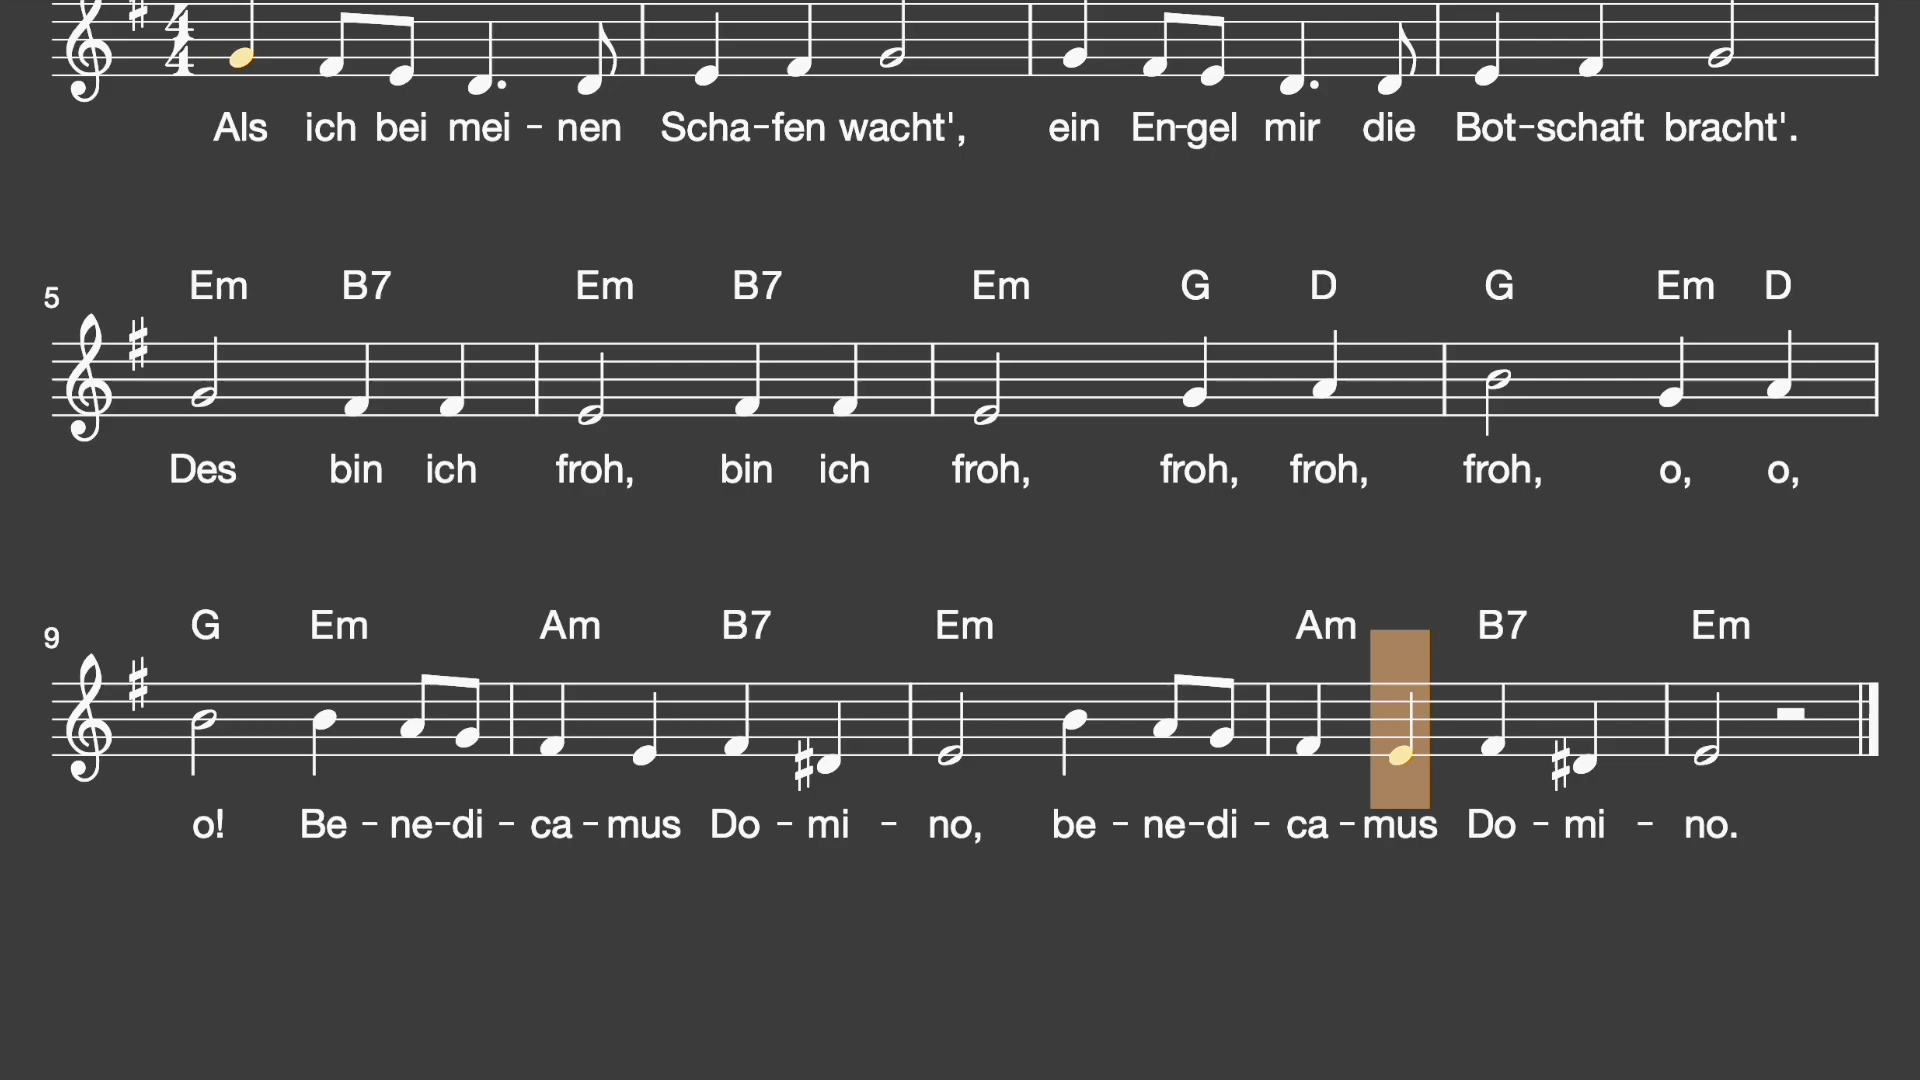 4
4
Als ich bei mei - nen Scha-fen wacht', ein En-gel mir die Bot-schaft bracht'.
Em B7 Em B7 Em G D G Em D
5
Des bin ich froh, bin ich froh, froh, froh, froh, o, o,
G Em Am B7 Em Am B7 Em
9
o! Be - ne-di - ca - mus Do - mi - no, be - ne-di - ca - mus Do - mi - no.